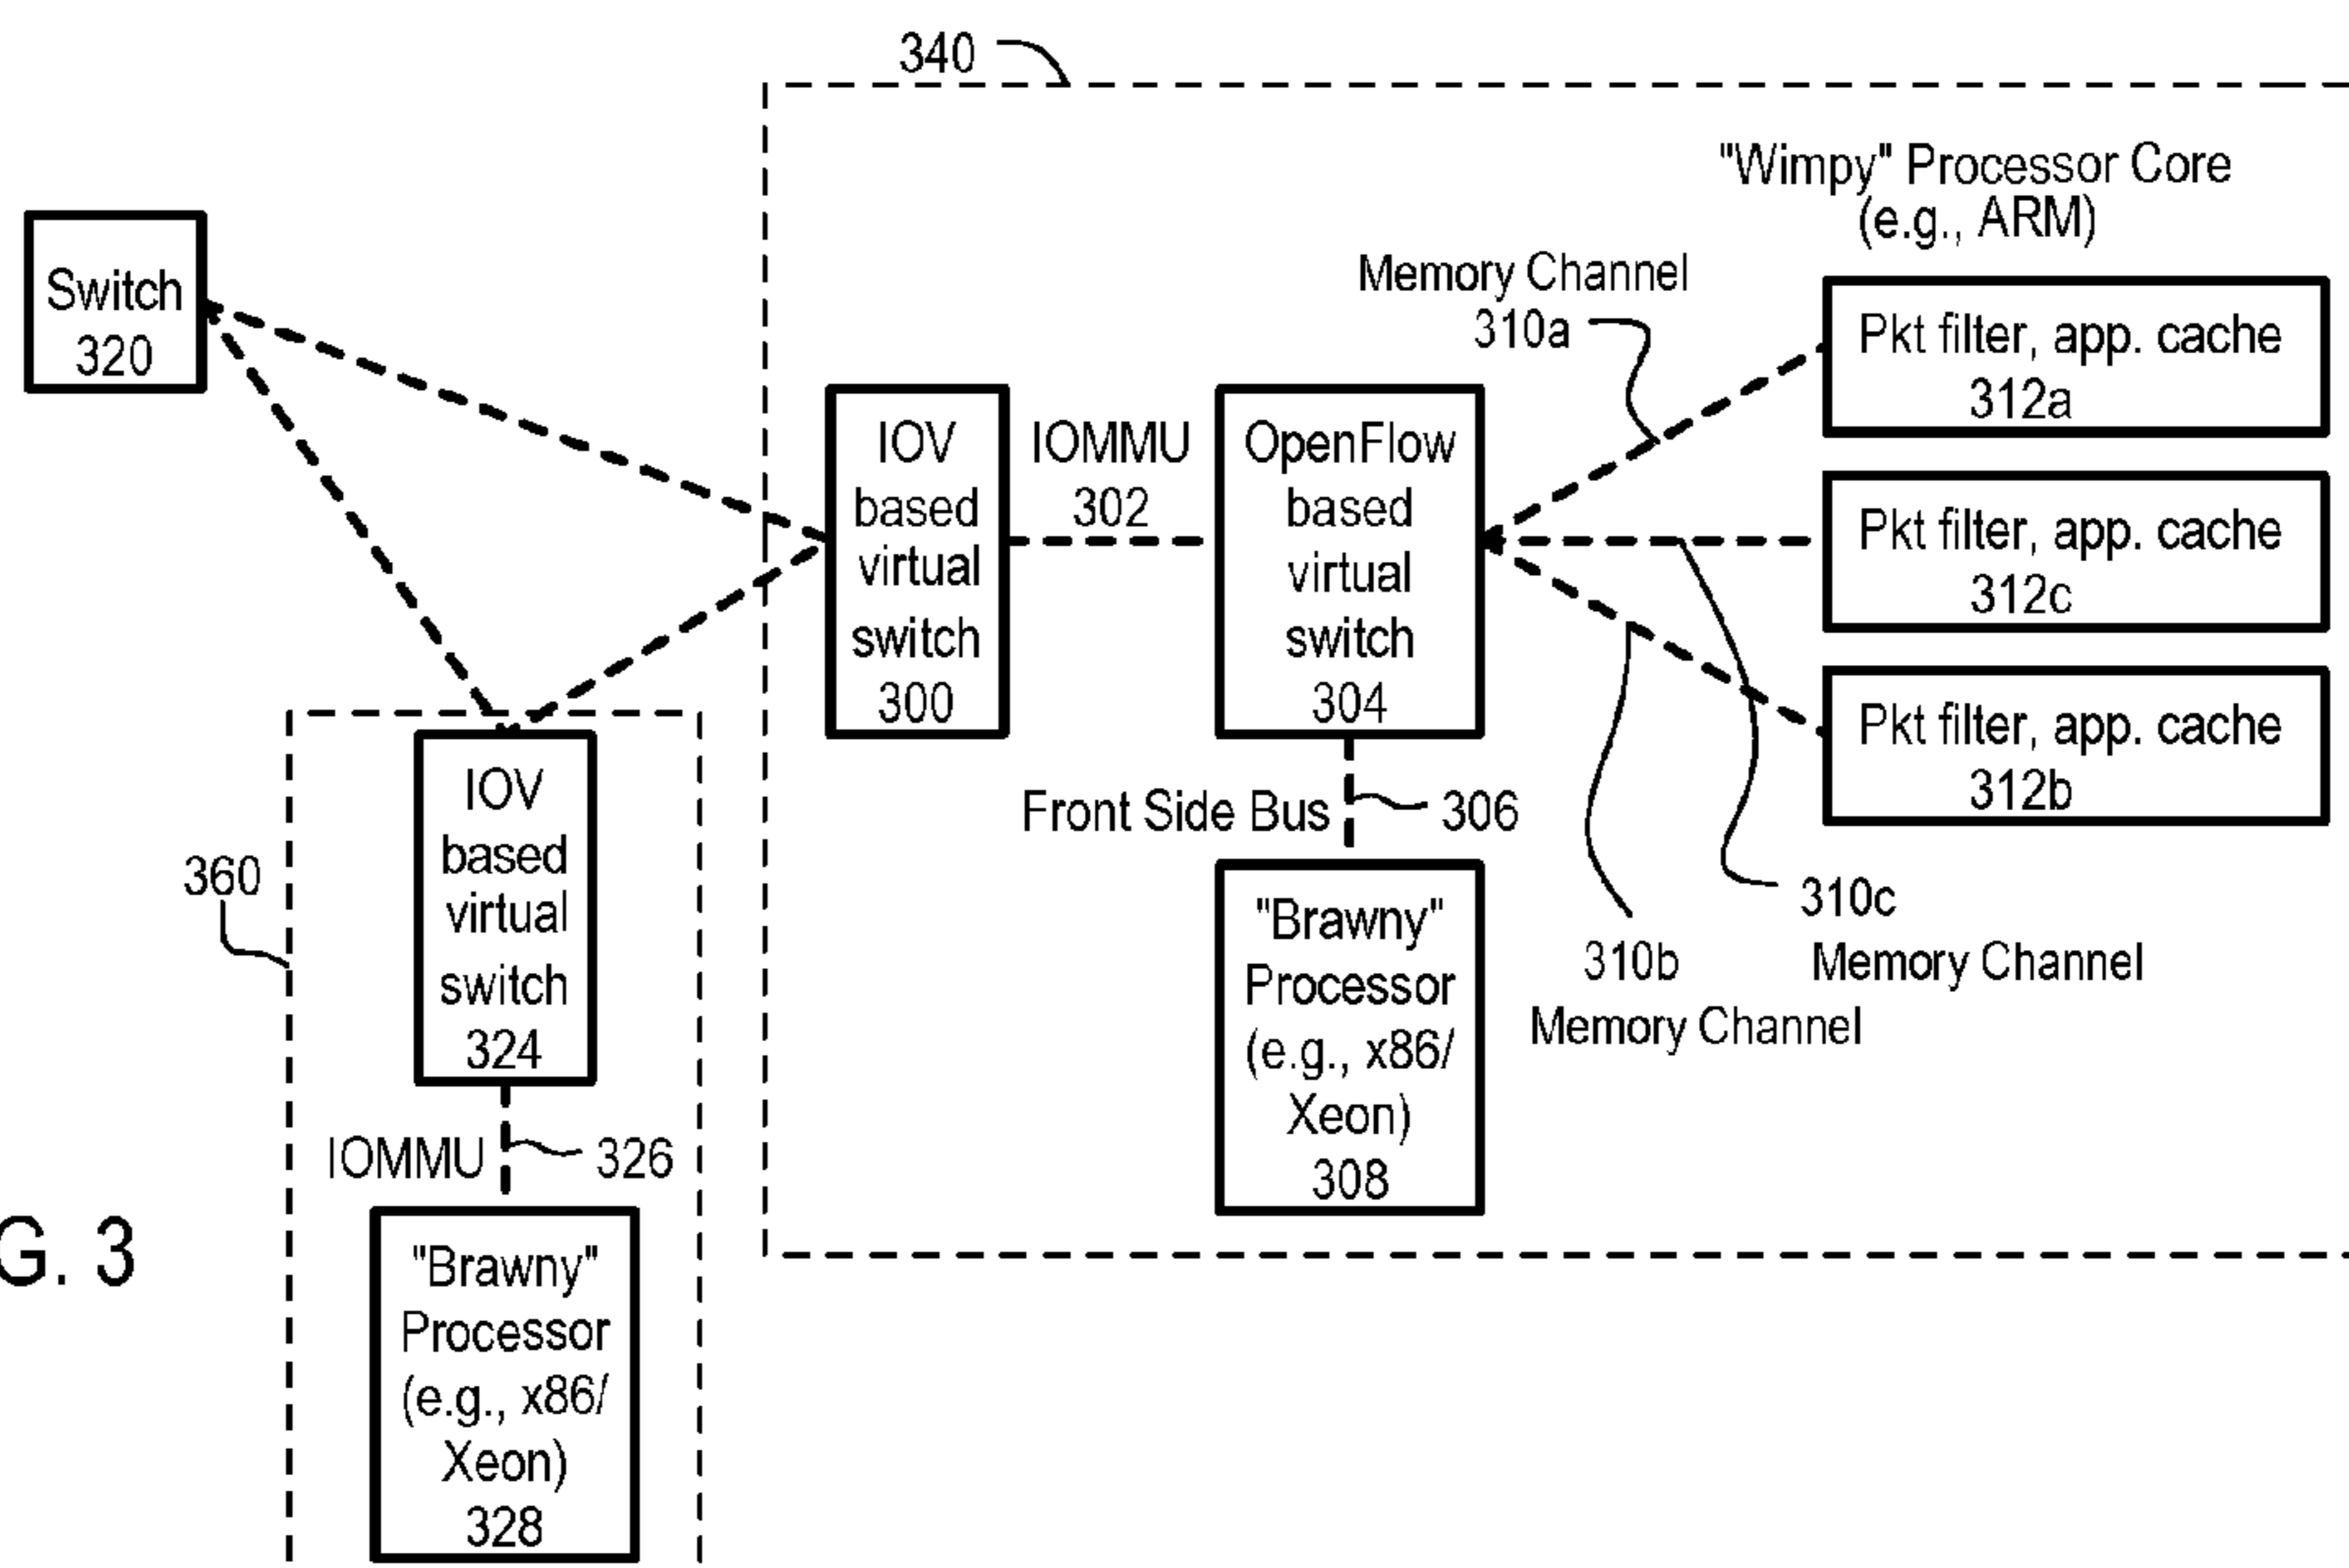 340
"Wimpy" Processor Core
(e.g., ARM)
Switch
320
Memory Channel
310a
Pkt filter, app. cache
312a
IOV
based
virtual
switch
300
IOMMU
302
OpenFlow
based
virtual
switch
304
Pkt filter, app. cache
312c
Pkt filter, app. cache
312b
Front Side Bus
306
310c
Memory Channel
310b
Memory Channel
"Brawny"
Processor
(e.g., x86/
Xeon)
308
360
IOV
based
virtual
switch
324
IOMMU
326
"Brawny"
Processor
(e.g., x86/
Xeon)
328
G. 3